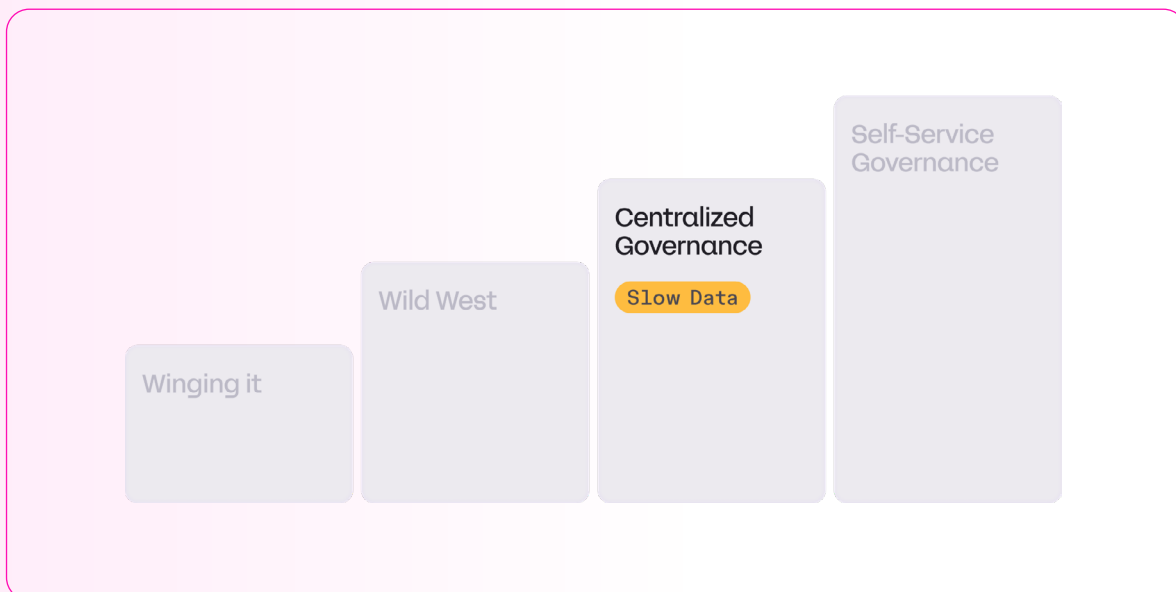 Winging it
Wild West
Centralized
Governance
Slow Data
Self-Service
Governance